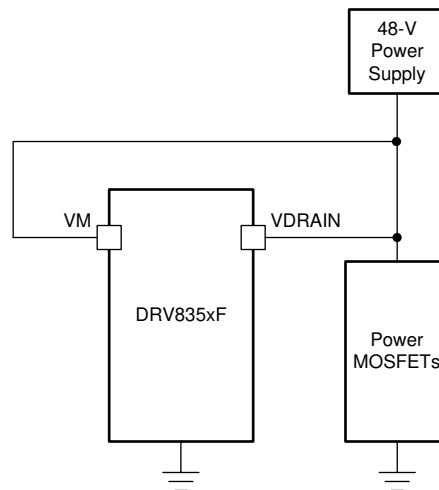 48-V
Power
Supply
VM
VDRAIN
DRV835xF
Power
MOSFETs